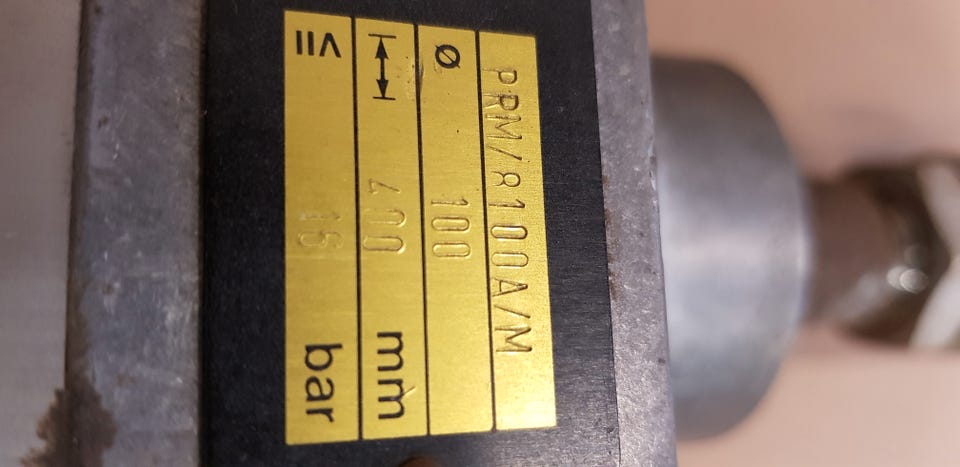 PRM/8100A/M
Ø 100
↔ 400 mm
≤ 16 bar